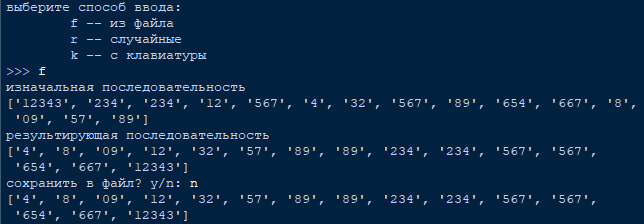 выберите способ ввода:
f -- из файла
r -- случайные
k -- с клавиатуры
>>> f
изначальная последовательность
['12343', '234', '234', '12', '567', '4', '32', '567', '89', '654', '667', '8',
'09', '57', '89']
результирующая последовательность
['4', '8', '09', '12', '32', '57', '89', '89', '234', '234', '567', '567',
'654', '667', '12343']
сохранить в файл? y/n: n
['4', '8', '09', '12', '32', '57', '89', '89', '234', '234', '567', '567',
'654', '667', '12343']